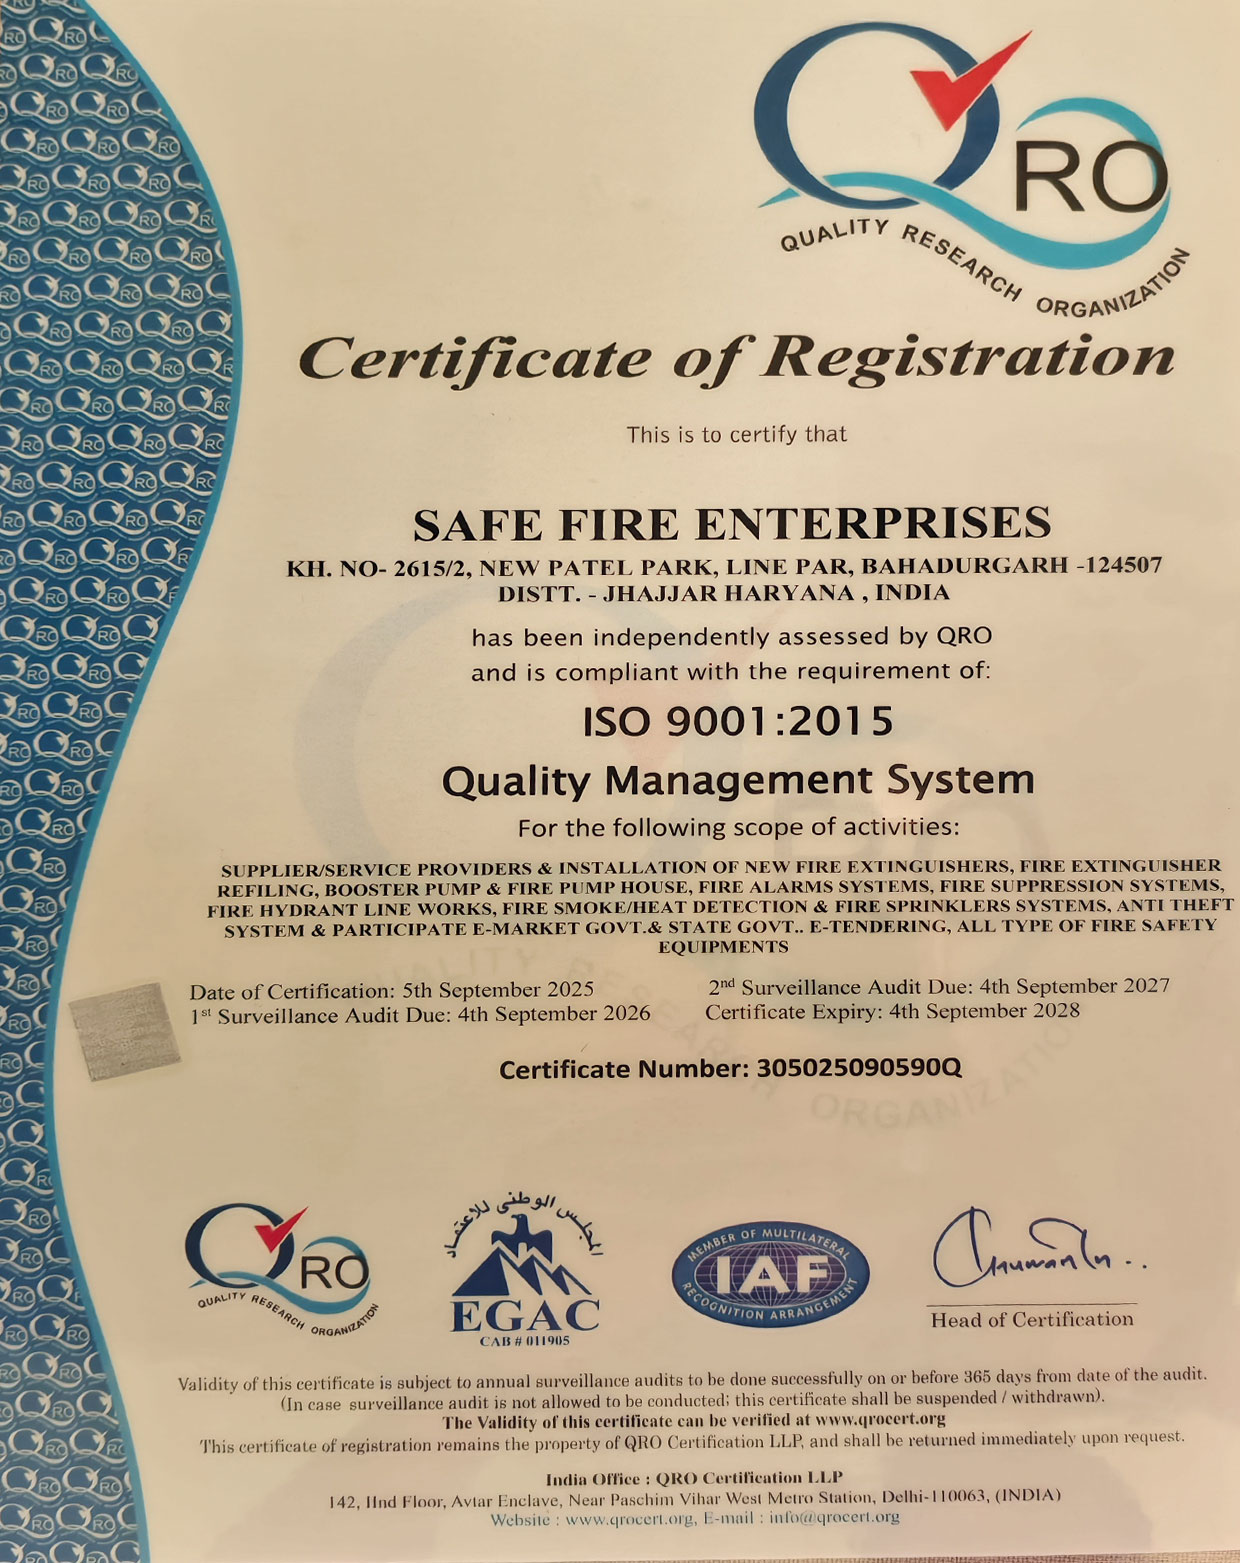 QRO
QUALITY RESEARCH ORGANIZATION
Certificate of Registration
This is to certify that
SAFE FIRE ENTERPRISES
KH. NO- 2615/2, NEW PATEL PARK, LINE PAR, BAHADURGARH -124507
DISTT. - JHAJJAR HARYANA , INDIA
has been independently assessed by QRO
and is compliant with the requirement of:
ISO 9001:2015
Quality Management System
For the following scope of activities:
SUPPLIER/SERVICE PROVIDERS & INSTALLATION OF NEW FIRE EXTINGUISHERS, FIRE EXTINGUISHER
REFILING, BOOSTER PUMP & FIRE PUMP HOUSE, FIRE ALARMS SYSTEMS, FIRE SUPPRESSION SYSTEMS,
FIRE HYDRANT LINE WORKS, FIRE SMOKE/HEAT DETECTION & FIRE SPRINKLERS SYSTEMS, ANTI THEFT
SYSTEM & PARTICIPATE E-MARKET GOVT.& STATE GOVT.. E-TENDERING, ALL TYPE OF FIRE SAFETY
EQUIPMENTS
Date of Certification: 5th September 2025
2nd Surveillance Audit Due: 4th September 2027
1st Surveillance Audit Due: 4th September 2026
Certificate Expiry: 4th September 2028
Certificate Number: 305025090590Q
QRO
QUALITY RESEARCH ORGANIZATION
المجلس الوطنى للاعتماد
EGAC
CAB # 011905
MEMBER OF MULTILATERAL
IAF
RECOGNITION ARRANGEMENT
Head of Certification
Validity of this certificate is subject to annual surveillance audits to be done successfully on or before 365 days from date of the audit.
(In case surveillance audit is not allowed to be conducted; this certificate shall be suspended / withdrawn).
The Validity of this certificate can be verified at www.qrocert.org
This certificate of registration remains the property of QRO Certification LLP, and shall be returned immediately upon request.
India Office : QRO Certification LLP
142, IInd Floor, Avtar Enclave, Near Paschim Vihar West Metro Station, Delhi-110063, (INDIA)
Website : www.qrocert.org, E-mail : info@qrocert.org